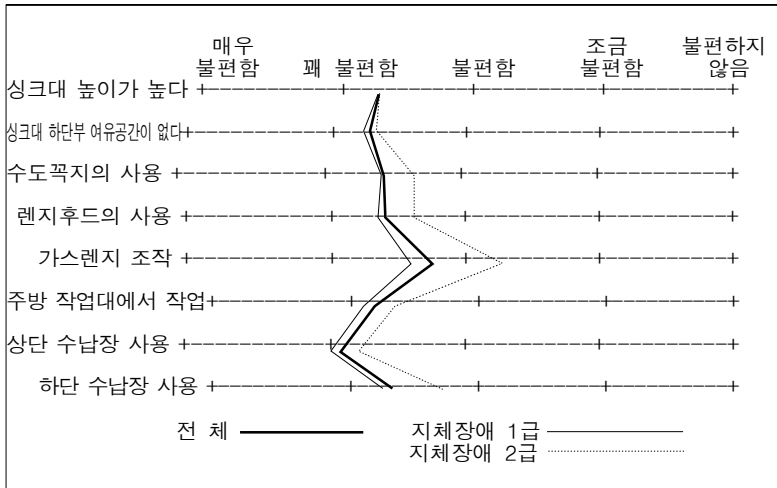 매우 조금 불편하지
불편함 꽤 불편함 불편함 불편함 않음
싱크대 높이가 높다
싱크대 하단부 여유공간이 없다
수도꼭지의 사용
렌지후드의 사용
가스렌지 조작
주방 작업대에서 작업
상단 수납장 사용
하단 수납장 사용
전 체 지체장애 1급
지체장애 2급